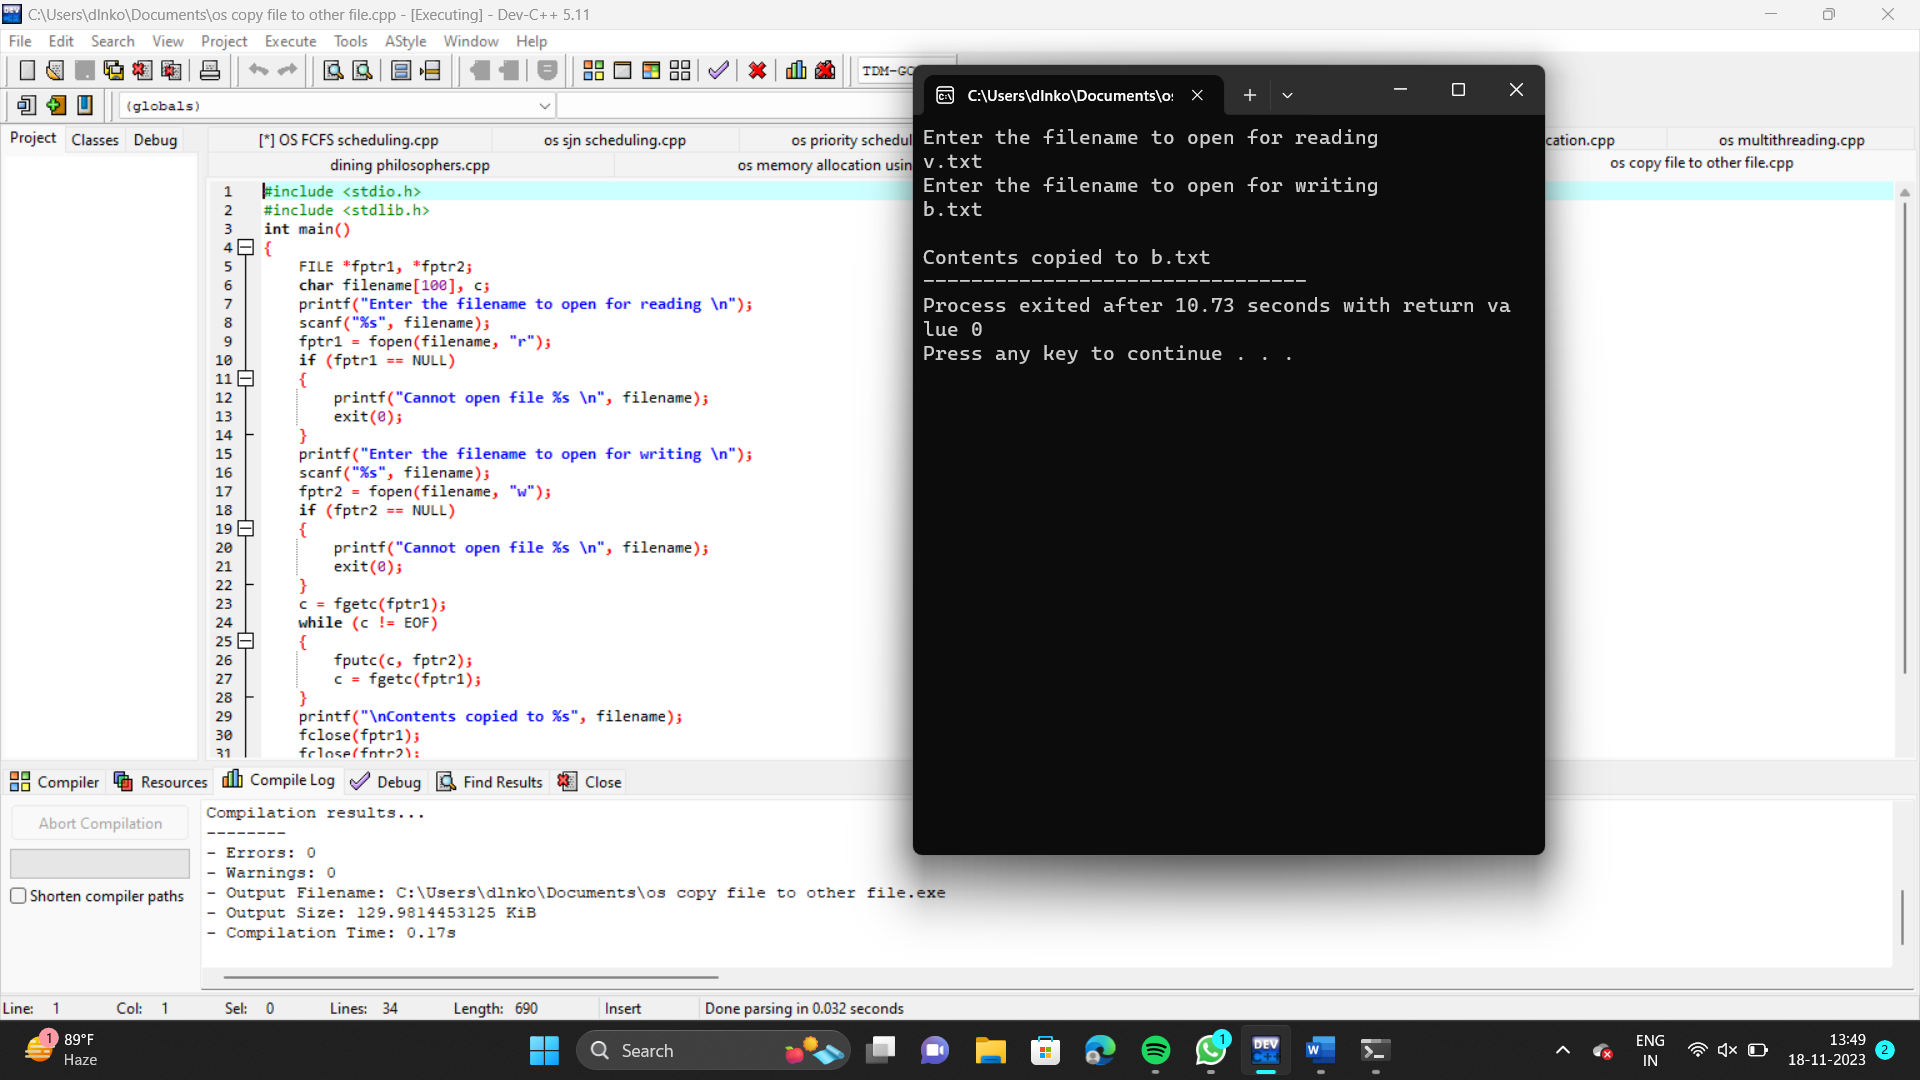 C:\Users\dlnko\Documents\os copy file to other file.cpp - [Executing] - Dev-C++ 5.11
File Edit Search View Project Execute Tools AStyle Window Help
TDM-GC
(globals)
Project Classes Debug
[*] OS FCFS scheduling.cpp
os sjn scheduling.cpp
os priority schedul
cation.cpp
os multithreading.cpp
dining philosophers.cpp
os memory allocation usin
os copy file to other file.cpp
1 #include <stdio.h>
2 #include <stdlib.h>
3 int main()
4 {
5 FILE *fptr1, *fptr2;
6 char filename[100], c;
7 printf("Enter the filename to open for reading \n");
8 scanf("%s", filename);
9 fptr1 = fopen(filename, "r");
10 if (fptr1 == NULL)
11 {
12 printf("Cannot open file %s \n", filename);
13 exit(0);
14 }
15 printf("Enter the filename to open for writing \n");
16 scanf("%s", filename);
17 fptr2 = fopen(filename, "w");
18 if (fptr2 == NULL)
19 {
20 printf("Cannot open file %s \n", filename);
21 exit(0);
22 }
23 c = fgetc(fptr1);
24 while (c != EOF)
25 {
26 fputc(c, fptr2);
27 c = fgetc(fptr1);
28 }
29 printf("\nContents copied to %s", filename);
30 fclose(fptr1);
31 fclose(fptr2);
C:\Users\dlnko\Documents\os
Enter the filename to open for reading
v.txt
Enter the filename to open for writing
b.txt
Contents copied to b.txt
--------------------------------
Process exited after 10.73 seconds with return va
lue 0
Press any key to continue . . .
Compiler Resources Compile Log Debug Find Results Close
Abort Compilation
Shorten compiler paths
Compilation results...
--------
- Errors: 0
- Warnings: 0
- Output Filename: C:\Users\dlnko\Documents\os copy file to other file.exe
- Output Size: 129.9814453125 KiB
- Compilation Time: 0.17s
Line: 1 Col: 1 Sel: 0 Lines: 34 Length: 690 Insert Done parsing in 0.032 seconds
1
89°F
Haze
Search
1
DEV
C++
W
ENG
IN
13:49
18-11-2023
2